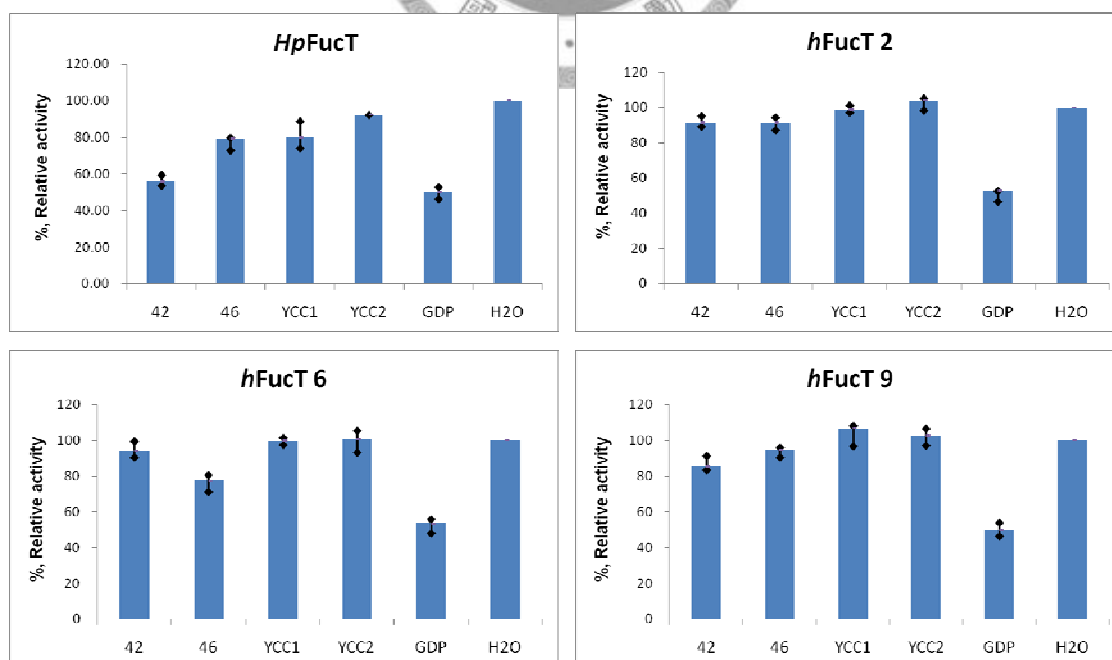 HpFucT
%, Relative activity
120.00
100.00
80.00
60.00
40.00
20.00
0.00
42 46 YCC1 YCC2 GDP H2O
hFucT 2
%, Relative activity
120
100
80
60
40
20
0
42 46 YCC1 YCC2 GDP H2O
hFucT 6
%, Relative activity
120
100
80
60
40
20
0
42 46 YCC1 YCC2 GDP H2O
hFucT 9
%, Relative activity
120
100
80
60
40
20
0
42 46 YCC1 YCC2 GDP H2O